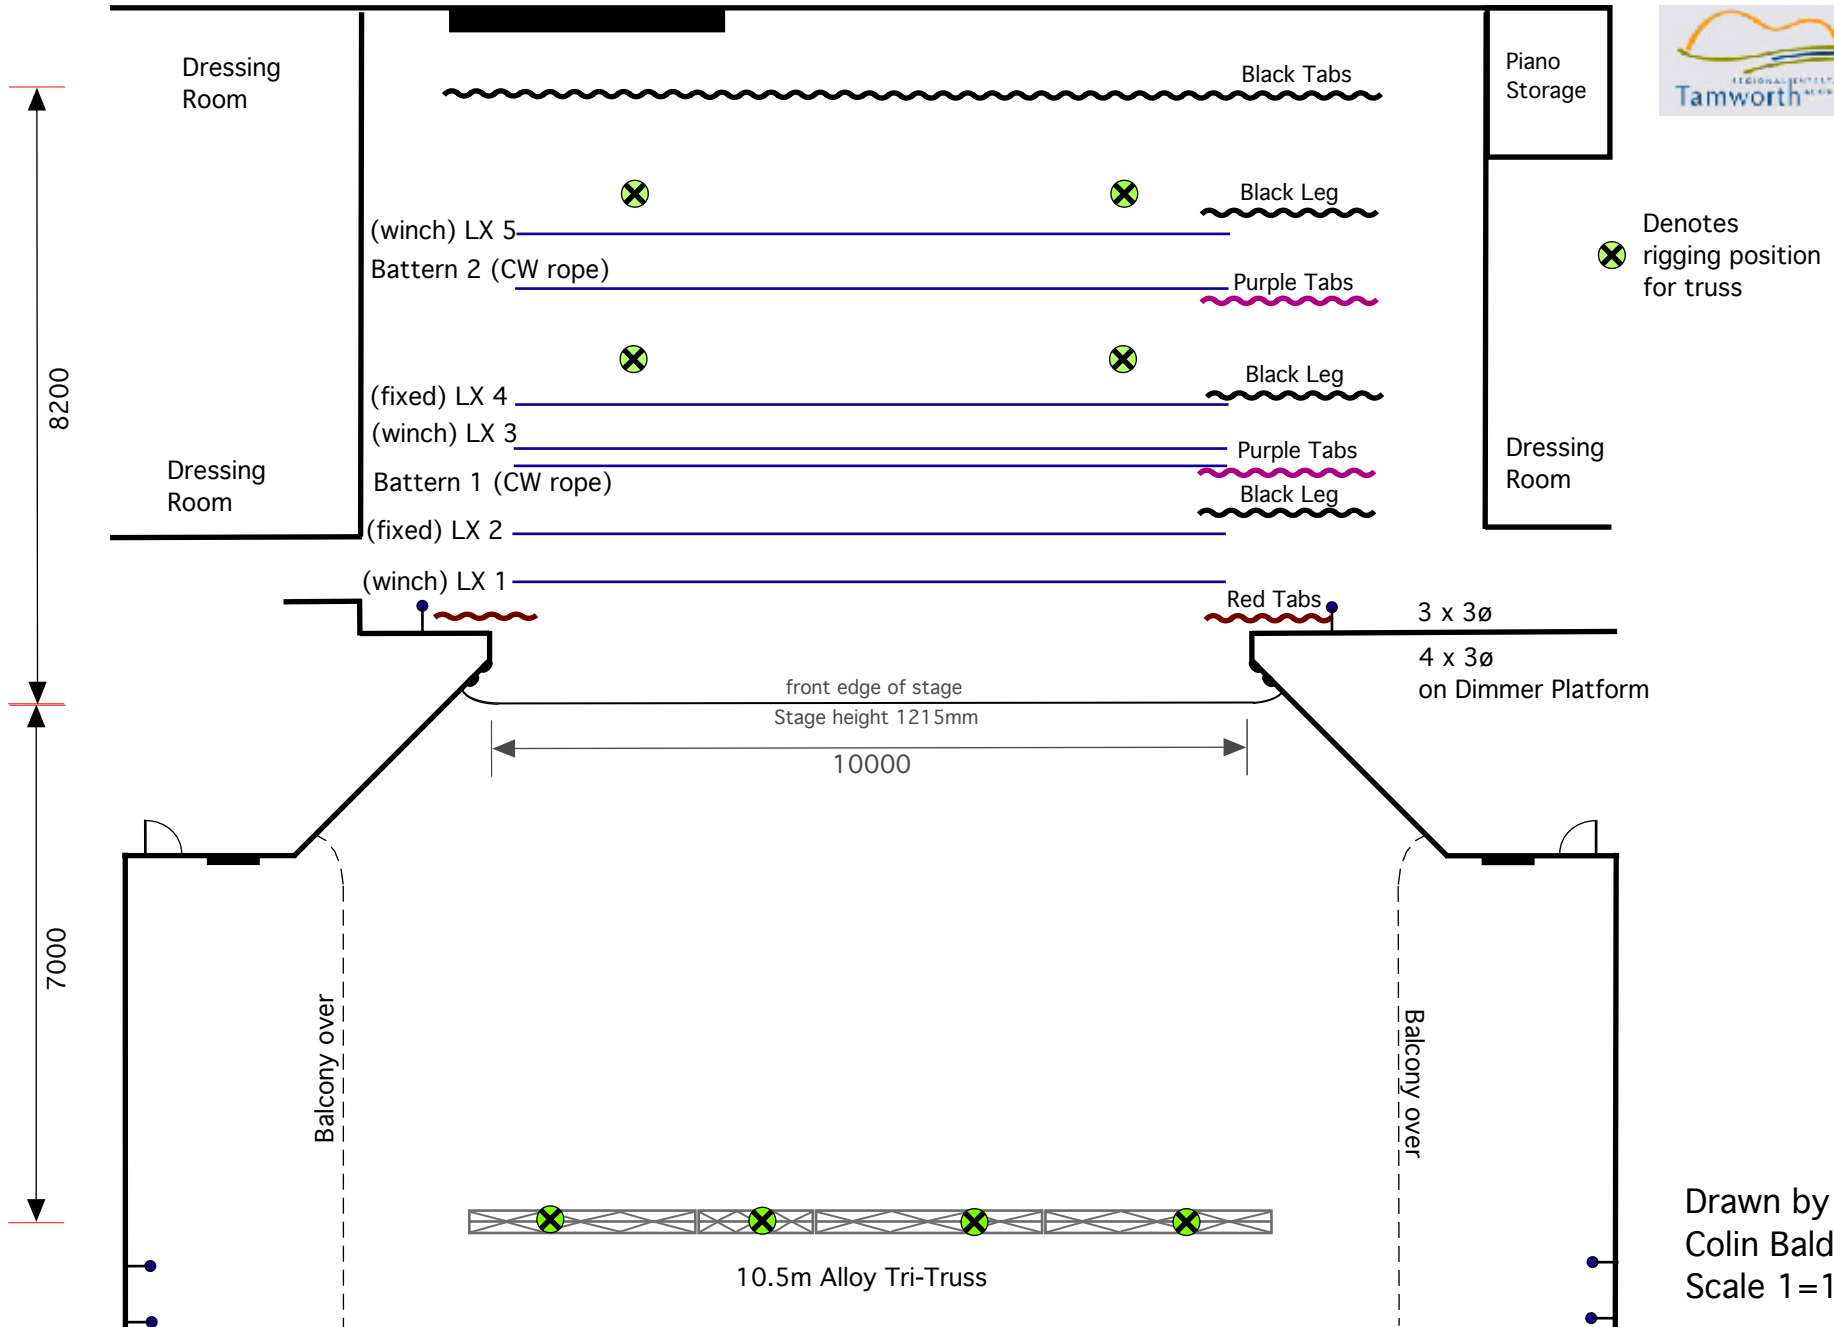 Dressing
Room
Black Tabs
Piano
Storage
Tamworth
Black Leg
(winch) LX 5
Battern 2 (CW rope)
Purple Tabs
Denotes
rigging position
for truss
8200
(fixed) LX 4
Black Leg
(winch) LX 3
Purple Tabs
Battern 1 (CW rope)
Black Leg
Dressing
Room
Dressing
Room
(fixed) LX 2
(winch) LX 1
Red Tabs
3 x 3ø
4 x 3ø
on Dimmer Platform
front edge of stage
Stage height 1215mm
10000
7000
Balcony over
Balcony over
10.5m Alloy Tri-Truss
Drawn by
Colin Bald
Scale 1=1